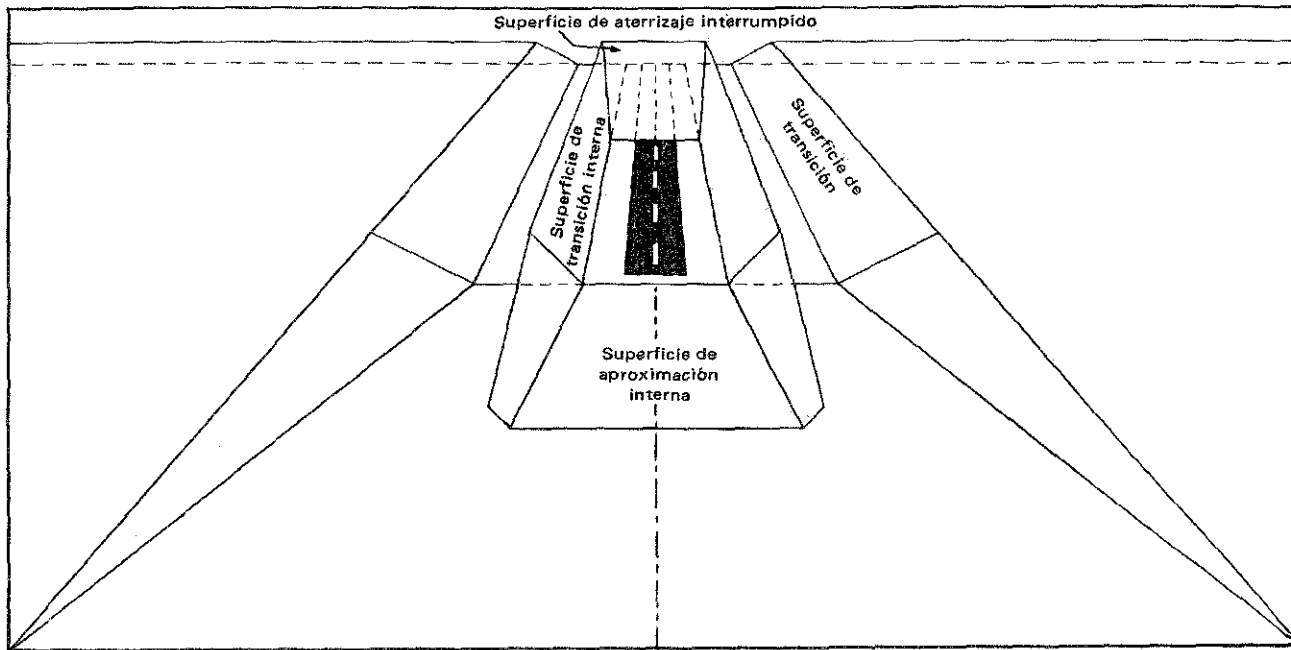 Superficie de aterrizaje interrumpido
Superficie de
transición interna
Superficie de
transición
Superficie de
aproximación
interna